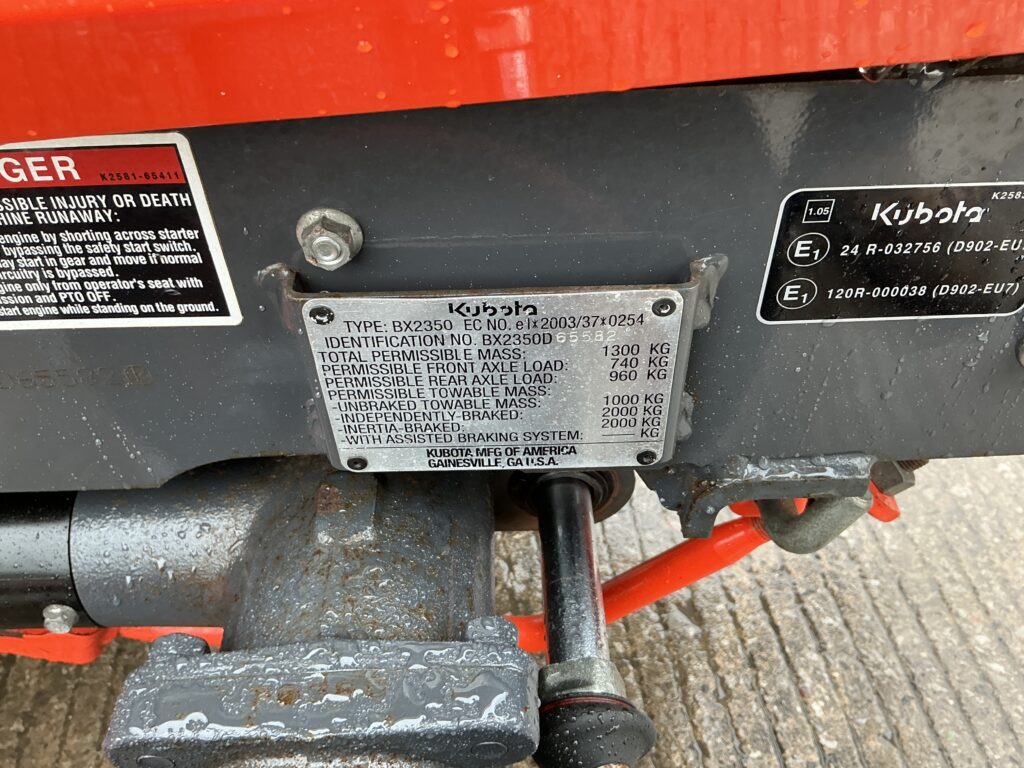 GER K2581-65411
SSIBLE INJURY OR DEATH
RINE RUNAWAY:
engine by shorting across starter
bypassing the safety start switch.
ay start in gear and move if normal
circuitry is bypassed.
engine only from operator's seat with
ssion and PTO OFF.
start engine while standing on the ground.
D65582
Kubota
TYPE: BX2350 EC NO. e1*2003/37*0254
IDENTIFICATION NO. BX2350D 65582
TOTAL PERMISSIBLE MASS: 1300 KG
PERMISSIBLE FRONT AXLE LOAD: 740 KG
PERMISSIBLE REAR AXLE LOAD: 960 KG
PERMISSIBLE TOWABLE MASS:
-UNBRAKED TOWABLE MASS: 1000 KG
-INDEPENDENTLY-BRAKED: 2000 KG
-INERTIA-BRAKED: 2000 KG
-WITH ASSISTED BRAKING SYSTEM: —— KG
KUBOTA MFG OF AMERICA
GAINESVILLE, GA U.S.A.
K258
1.05 Kubota
E1 24 R-032756 (D902-EU
E1 120R-000038 (D902-EU7)